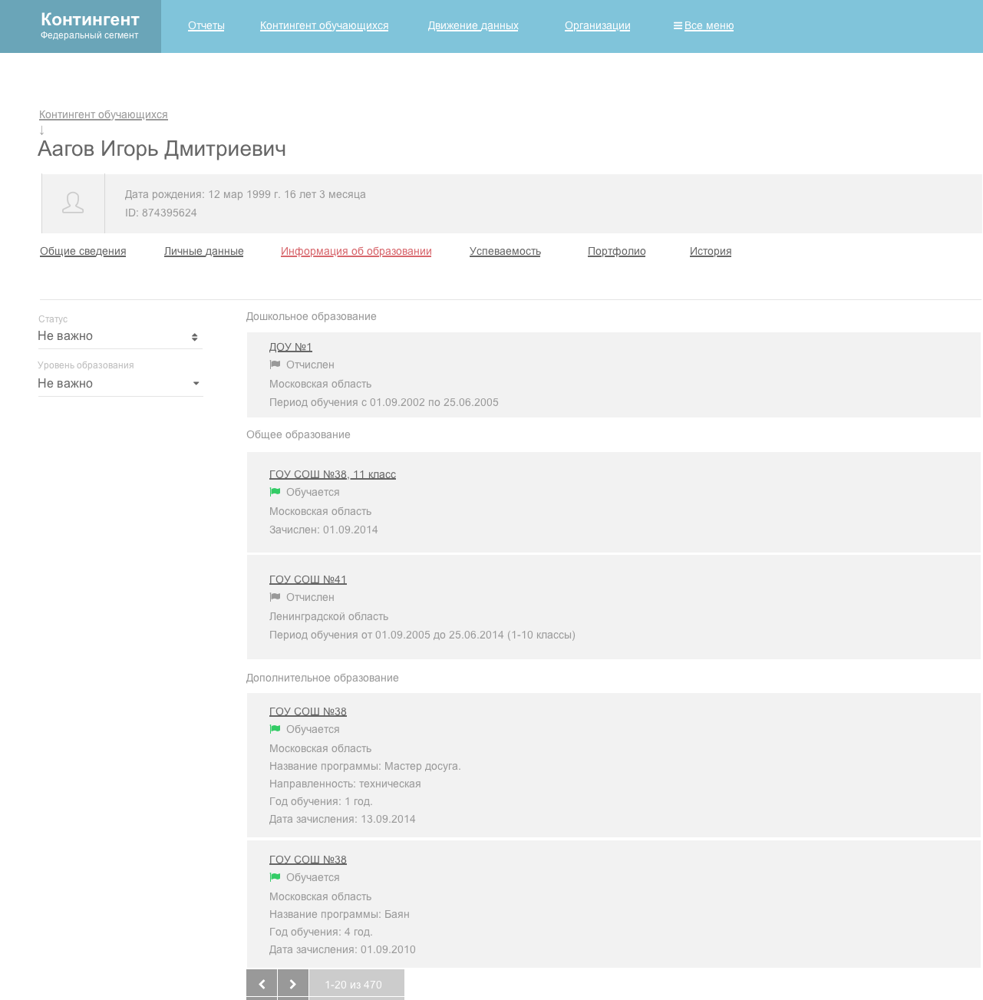 Контингент
Федеральный сегмент
Отчеты
Контингент обучающихся
Движение данных
Организации
Все меню
Контингент обучающихся
↓
Аагов Игорь Дмитриевич
Дата рождения: 12 мар 1999 г. 16 лет 3 месяца
ID: 874395624
Общие сведения
Личные данные
Информация об образовании
Успеваемость
Портфолио
История
Статус
Не важно
Уровень образования
Не важно
Дошкольное образование
ДОУ №1
Отчислен
Московская область
Период обучения с 01.09.2002 по 25.06.2005
Общее образование
ГОУ СОШ №38, 11 класс
Обучается
Московская область
Зачислен: 01.09.2014
ГОУ СОШ №41
Отчислен
Ленинградской область
Период обучения от 01.09.2005 до 25.06.2014 (1-10 классы)
Дополнительное образование
ГОУ СОШ №38
Обучается
Московская область
Название программы: Мастер досуга.
Направленность: техническая
Год обучения: 1 год.
Дата зачисления: 13.09.2014
ГОУ СОШ №38
Обучается
Московская область
Название программы: Баян
Год обучения: 4 год.
Дата зачисления: 01.09.2010
1-20 из 470